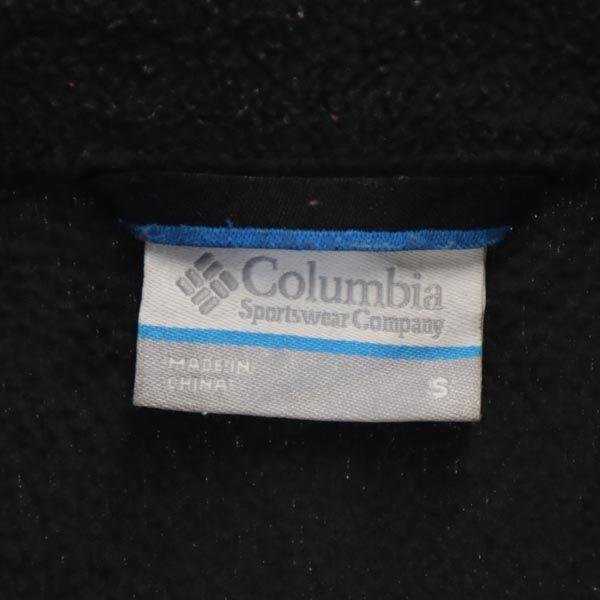 Columbia
Sportswear Company
MADE IN
CHINA
S